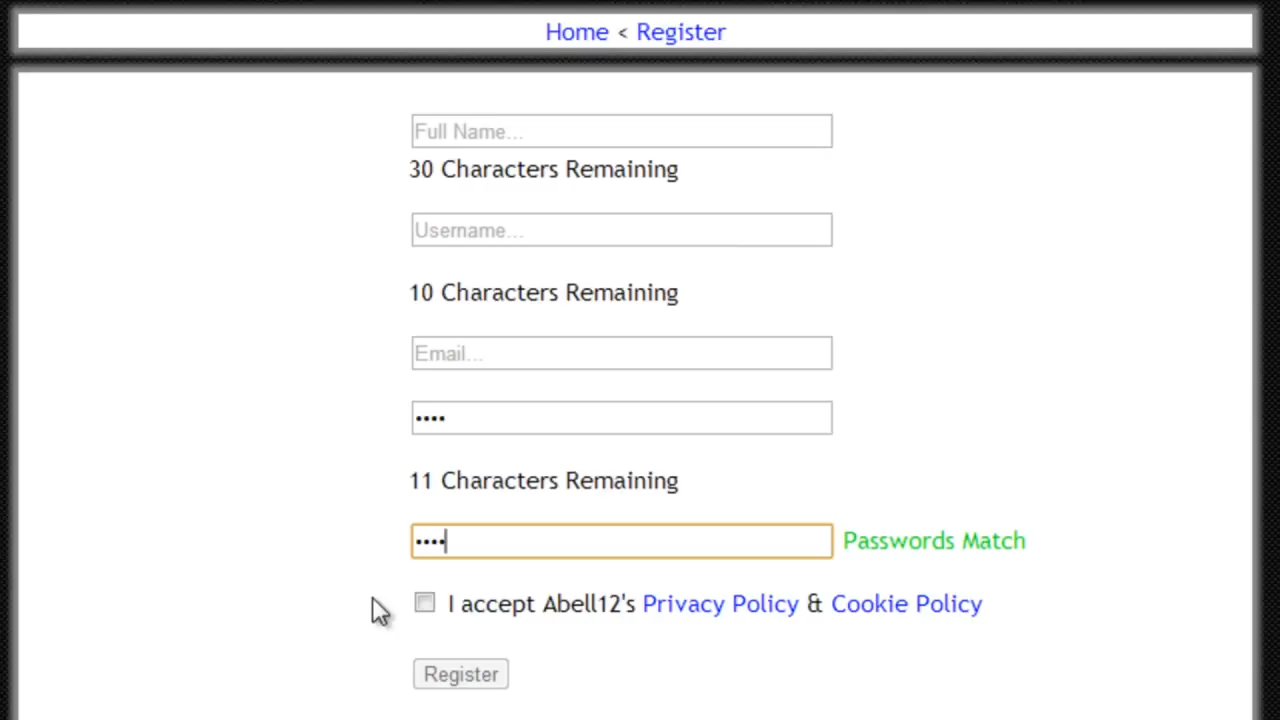 Home < Register
Full Name...
30 Characters Remaining
Username...
10 Characters Remaining
Email...
••••
11 Characters Remaining
•••• Passwords Match
I accept Abell12's Privacy Policy & Cookie Policy
Register